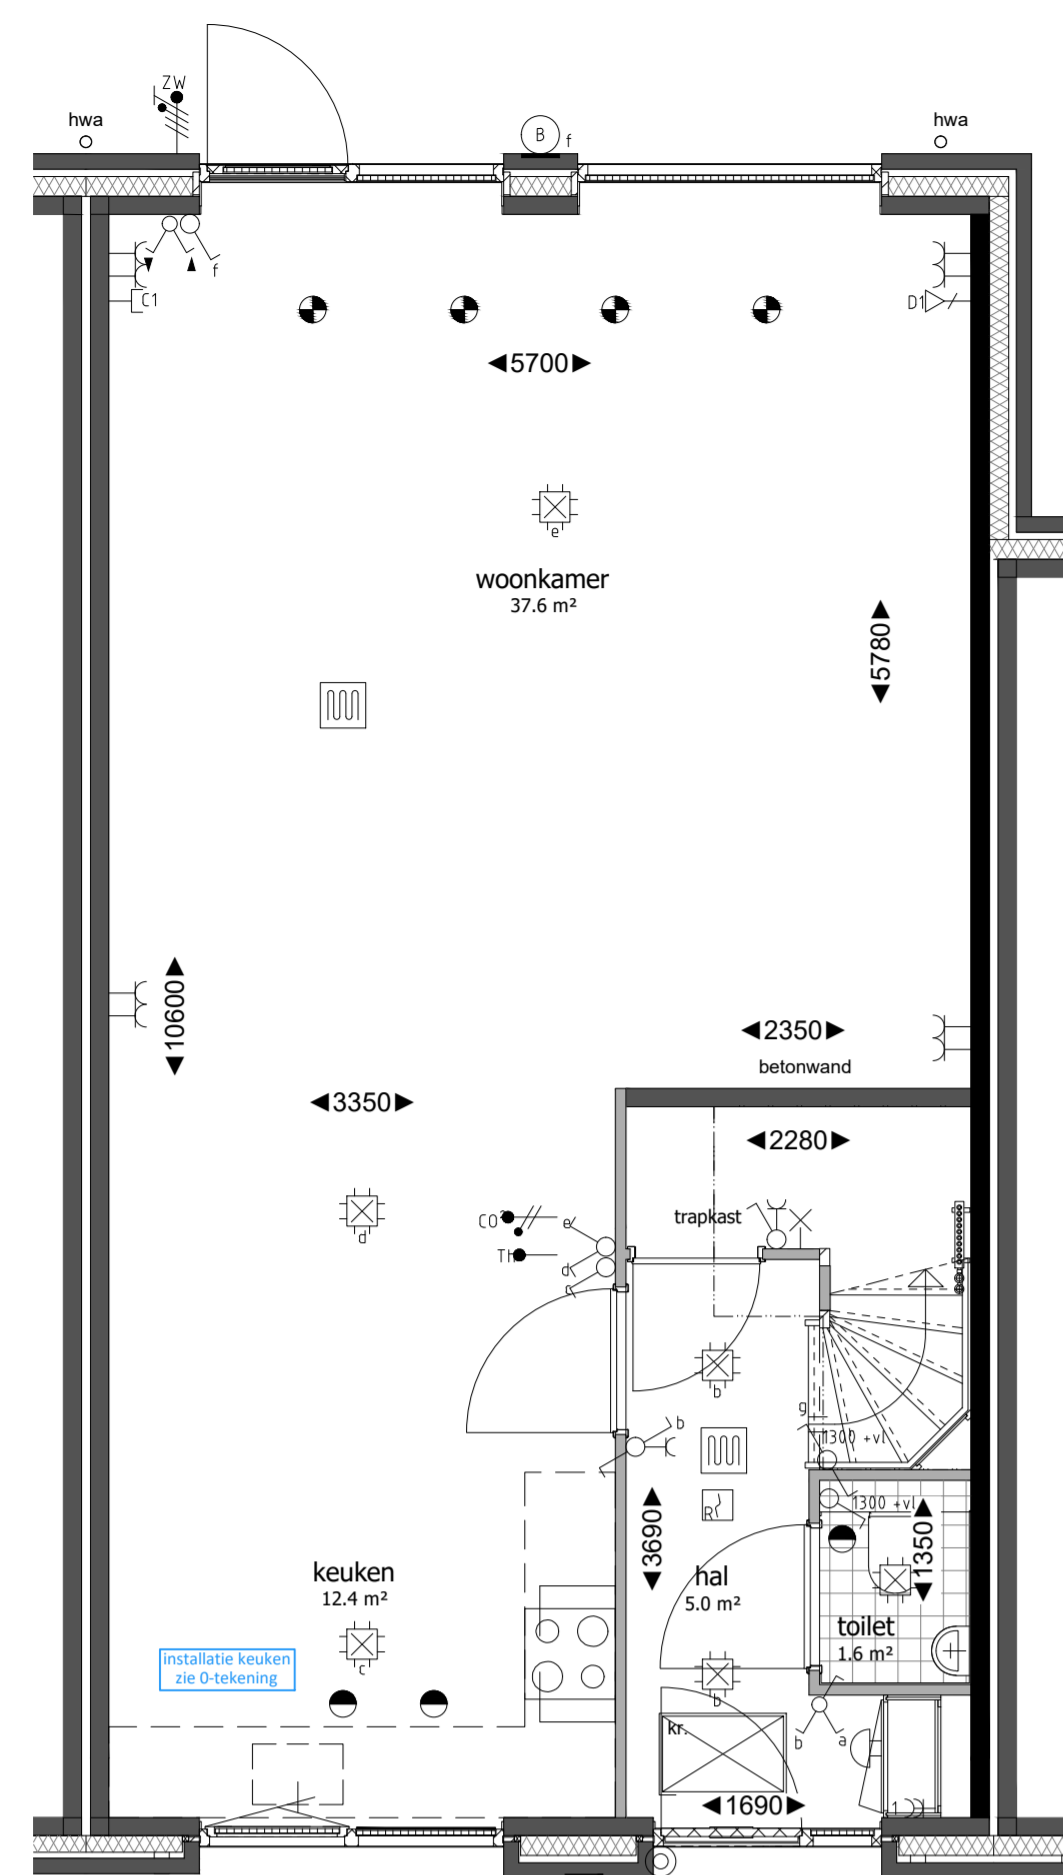 ZW
hwa
hwa
B
f
f
C1
D1
5700
e
woonkamer
37.6 m²
5780
10600
2350
betonwand
3350
2280
trapkast
CO²
e
d
Th
d
c
b
g
b
1300 +vl
R
1300 +vl
3690
1350
keuken
12.4 m²
hal
5.0 m²
toilet
1.6 m²
installatie keuken
zie 0-tekening
c
b
kr.
b
a
1690
1